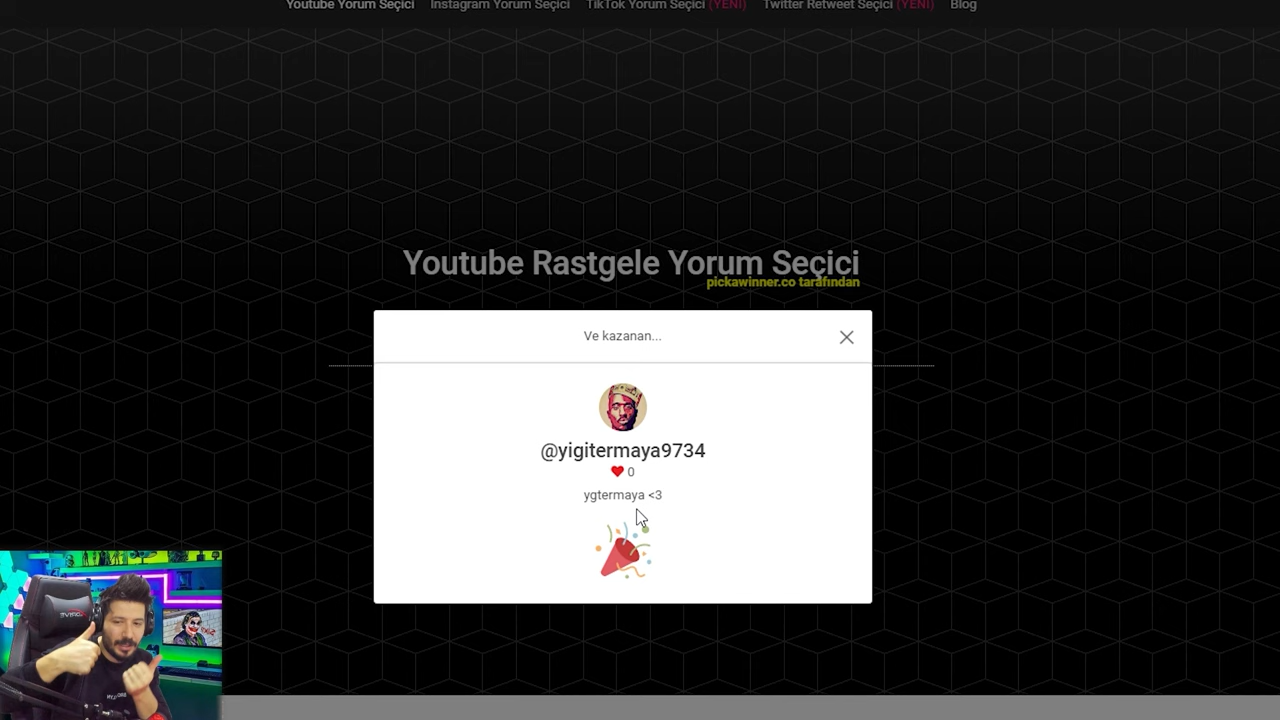 Youtube Yorum Seçici Instagram Yorum Seçici TikTok Yorum Seçici (YENİ) Twitter Retweet Seçici (YENİ) Blog
Youtube Rastgele Yorum Seçici
pickawinner.co tarafından
Ve kazanan...
@yigitermaya9734
0
ygtermaya <3